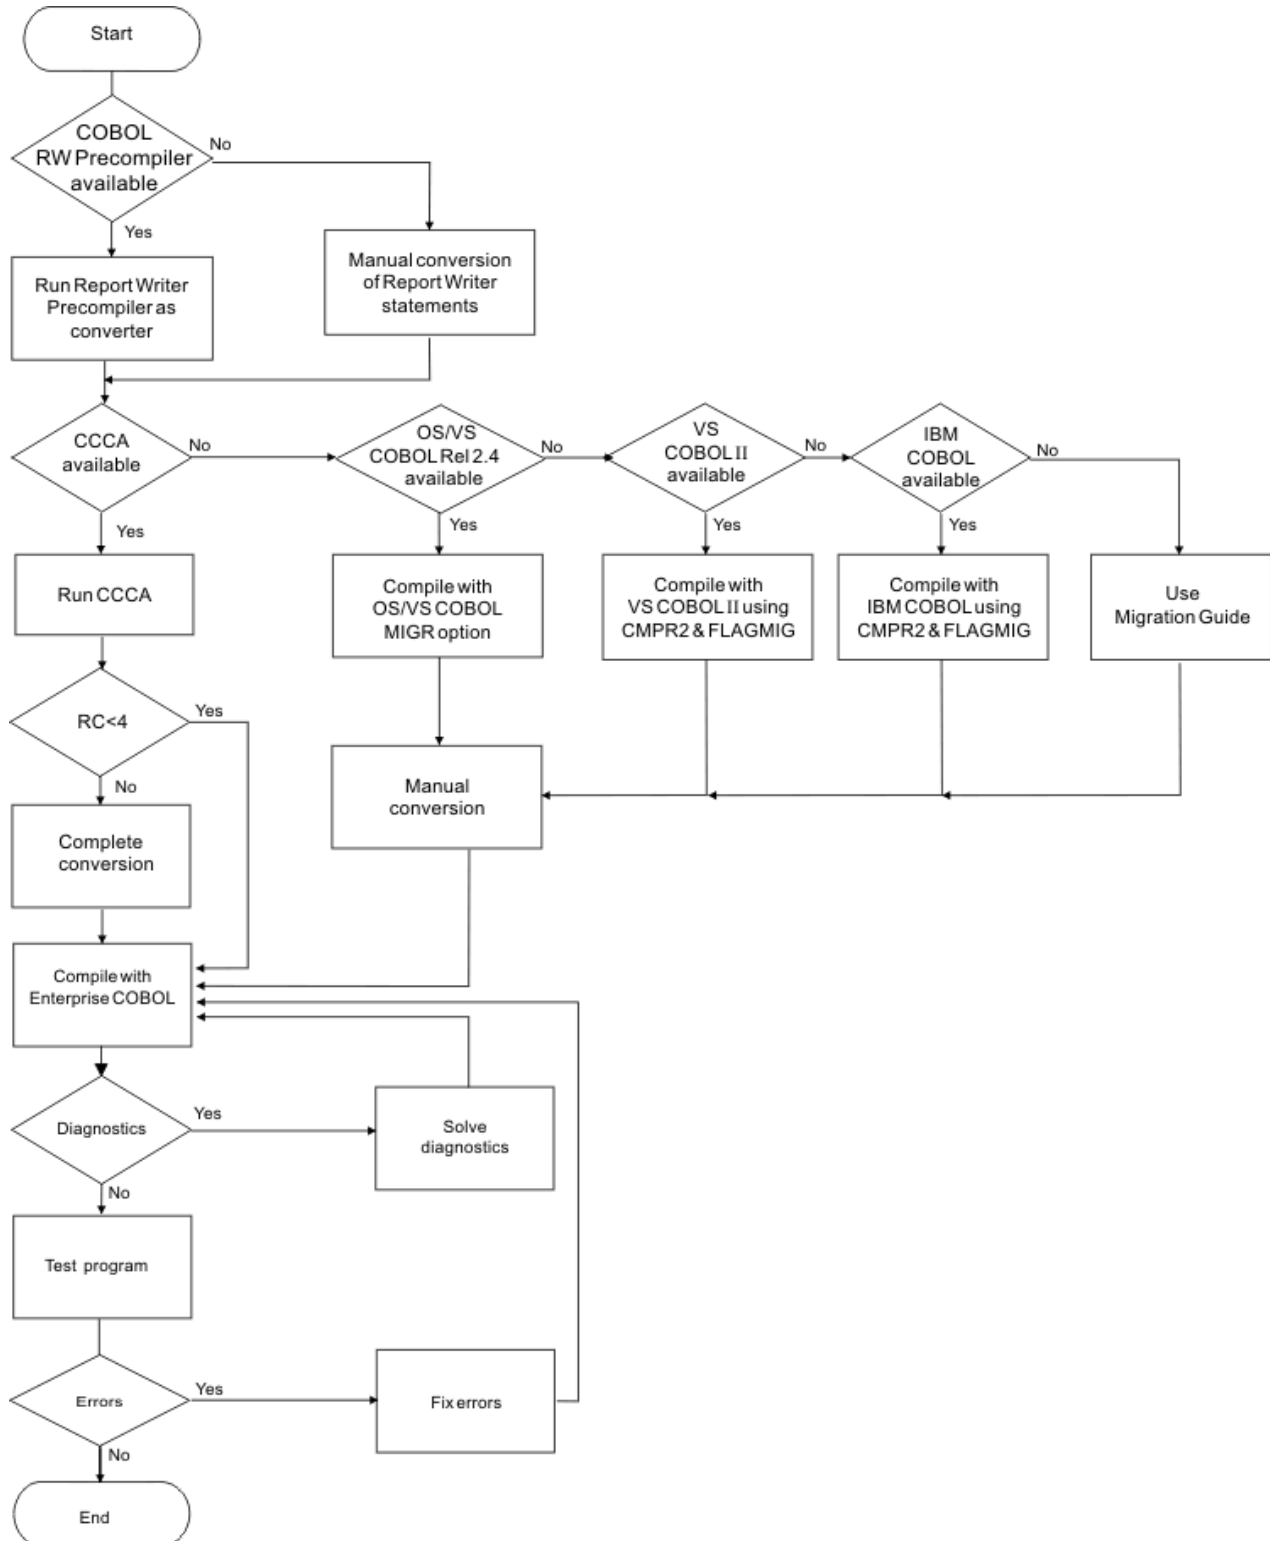 Start
COBOL
RW Precompiler
available
No
Yes
Run Report Writer
Precompiler as
converter
Manual conversion
of Report Writer
statements
CCCA
available
No
OS/VS
COBOL Rel 2.4
available
No
VS
COBOL II
available
No
IBM
COBOL
available
No
Yes
Yes
Yes
Yes
Run CCCA
Compile with
OS/VS COBOL
MIGR option
Compile with
VS COBOL II using
CMPR2 & FLAGMIG
Compile with
IBM COBOL using
CMPR2 & FLAGMIG
Use
Migration Guide
RC<4
Yes
No
Manual
conversion
Complete
conversion
Compile with
Enterprise COBOL
Diagnostics
Yes
Solve
diagnostics
No
Test program
Errors
Yes
Fix errors
No
End